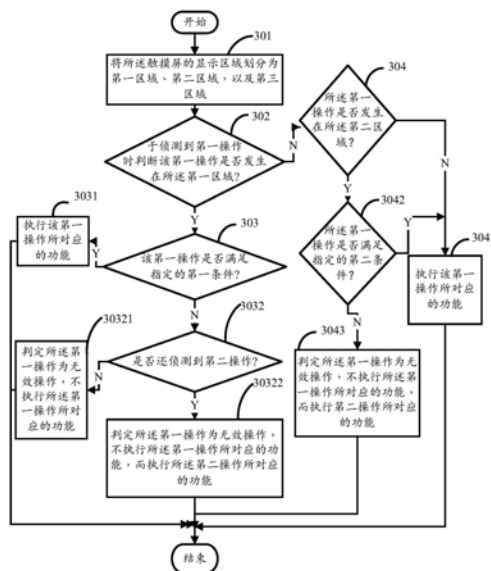 开始
301
将所述触摸屏的显示区域划分为
第一区域、第二区域，以及第三
区域
302
于侦测到第一操作
时判断该第一操作是否发生
在所述第一区域？
N
304
所述第一
操作是否发生
在所述第二区
域？
N
Y
Y
3031
执行该第一
操作所对应
的功能
Y
303
该第一操作是否满足
指定的第一条件？
N
3042
所述第一
操作是否满足
指定的第二条
件？
Y
N
304
执行该第一
操作所对应
的功能
30321
判定所述第
一操作为无
效操作，不
执行所述第
一操作所对
应的功能
N
3032
是否还侦测到第二操作？
Y
30322
判定所述第一操作为无效操作，
不执行所述第一操作所对应的功
能，而执行所述第二操作所对应
的功能
3043
判定所述第一操作为无效
操作，不执行所述第一
操作所对应的功能，
而执行第二操作所对应的
功能
结束